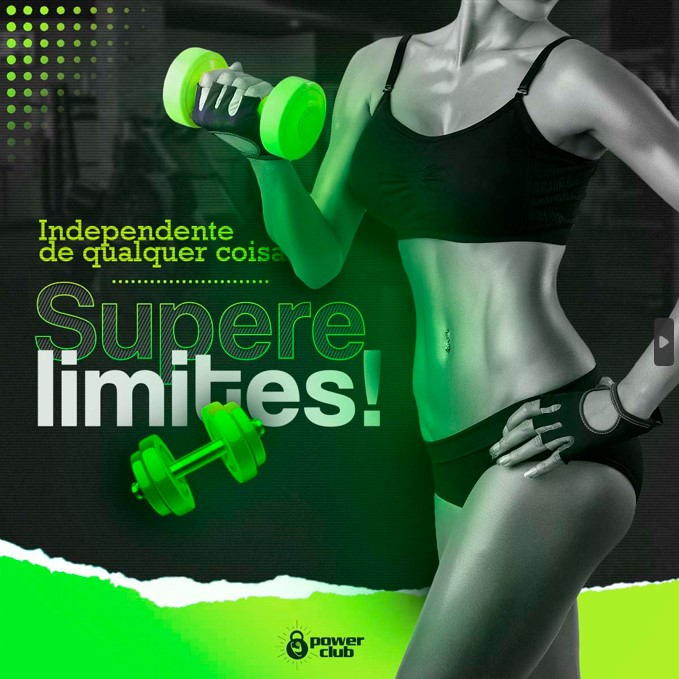 Independente
de qualquer coisa
Supere
limites!
power
club